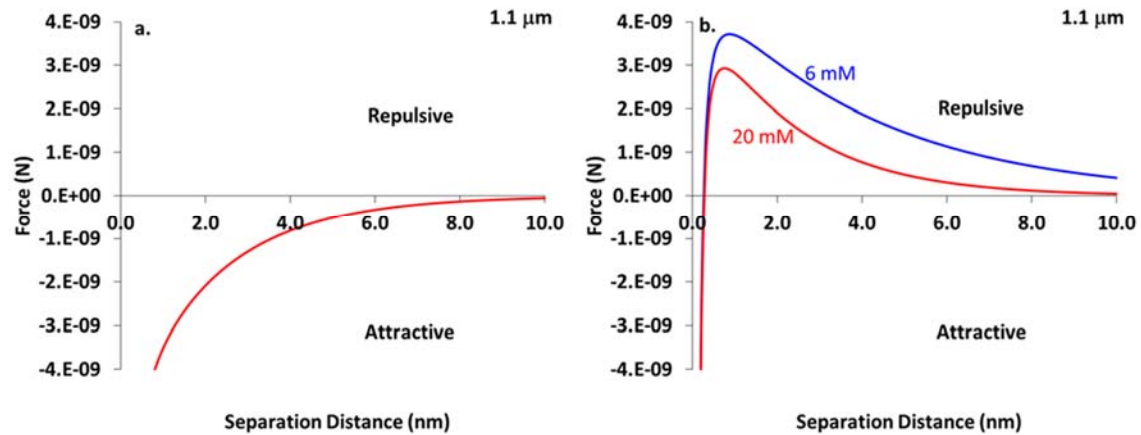 a.
1.1 μm
4.E-09
3.E-09
2.E-09
1.E-09
0.E+00
-1.E-09
-2.E-09
-3.E-09
-4.E-09
Force (N)
Repulsive
0.0 2.0 4.0 6.0 8.0 10.0
Attractive
Separation Distance (nm)
b.
1.1 μm
4.E-09
3.E-09
2.E-09
1.E-09
0.E+00
-1.E-09
-2.E-09
-3.E-09
-4.E-09
Force (N)
6 mM
Repulsive
20 mM
0.0 2.0 4.0 6.0 8.0 10.0
Attractive
Separation Distance (nm)